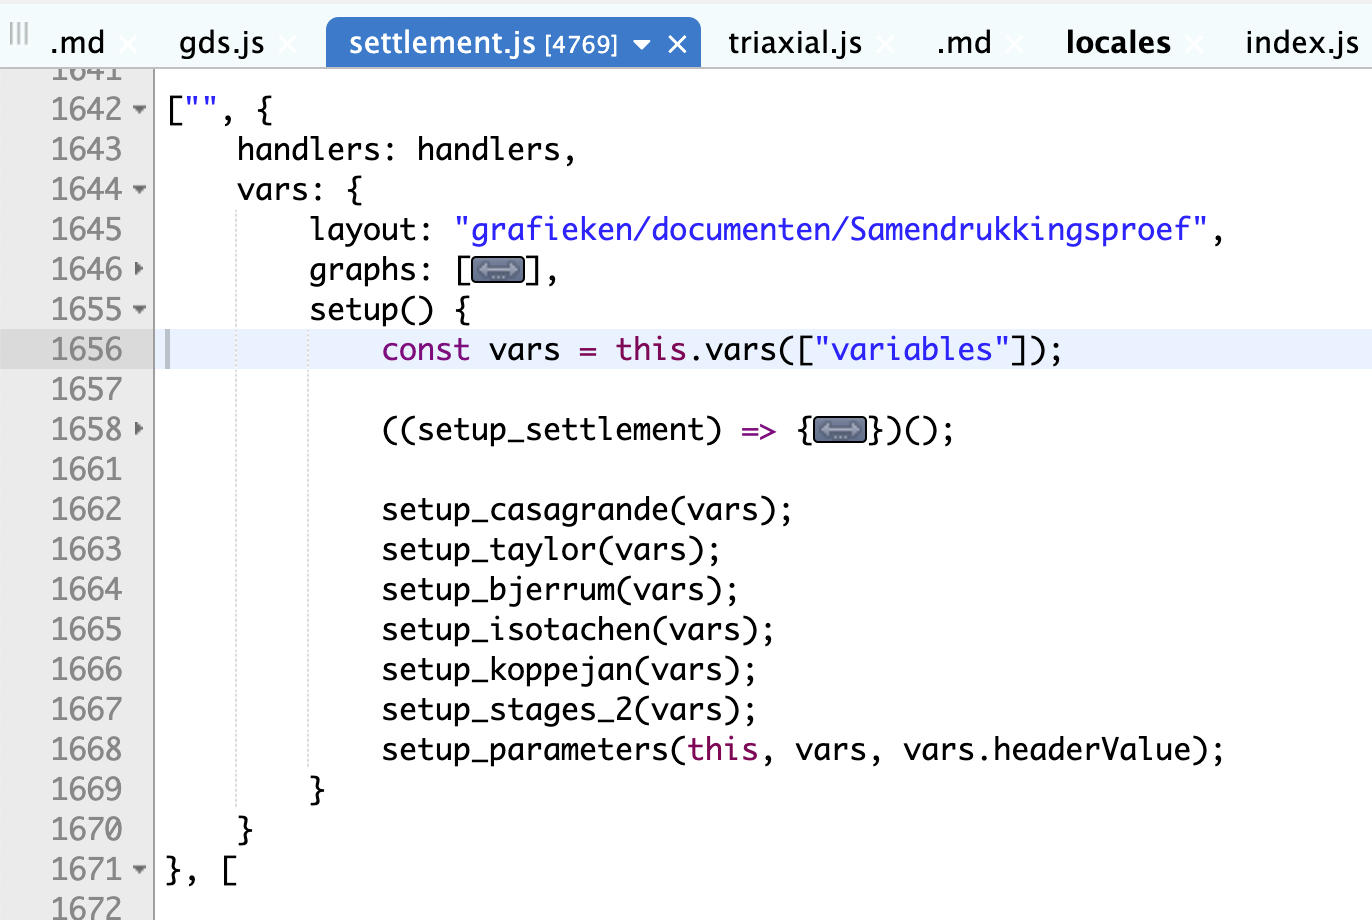 .md × gds.js × settlement.js [4769] ▾ × triaxial.js × .md × locales × index.js
1641
1642 ["", {
1643 handlers: handlers,
1644 vars: {
1645 layout: "grafieken/documenten/Samendrukkingsproef",
1646 graphs: [↔...],
1655 setup() {
1656 const vars = this.vars(["variables"]);
1657
1658 ((setup_settlement) => {↔...})();
1661
1662 setup_casagrande(vars);
1663 setup_taylor(vars);
1664 setup_bjerrum(vars);
1665 setup_isotachen(vars);
1666 setup_koppejan(vars);
1667 setup_stages_2(vars);
1668 setup_parameters(this, vars, vars.headerValue);
1669 }
1670 }
1671 }, [
1672